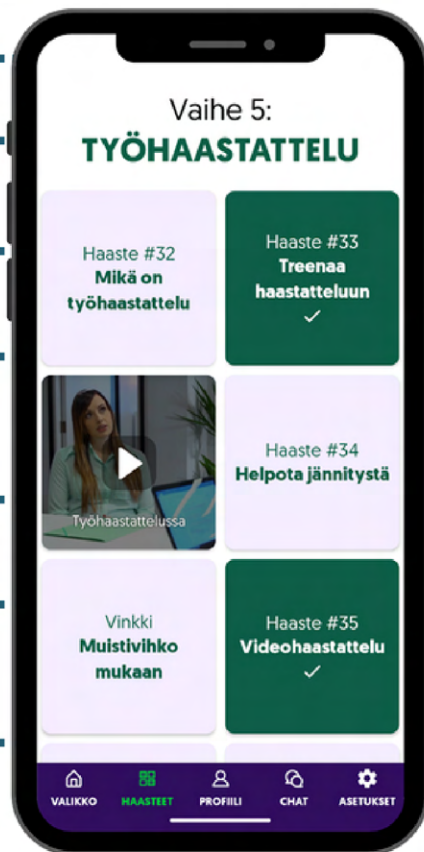 Vaihe 5:
TYÖHAASTATTELU
Haaste #32
Mikä on
työhaastattelu
Haaste #33
Treenaa
haastatteluun
Työhaastattelussa
Haaste #34
Helpota jännitystä
Vinkki
Muistivihko
mukaan
Haaste #35
Videohaastattelu
VALIKKO
HAASTEET
PROFIILI
CHAT
ASETUKSET